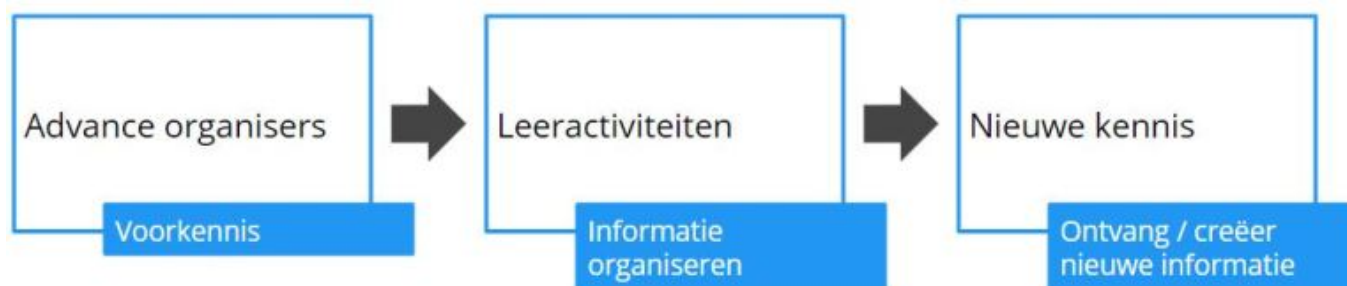 Advance organisers
Voorkennis
Leeractiviteiten
Informatie
organiseren
Nieuwe kennis
Ontvang / creëer
nieuwe informatie